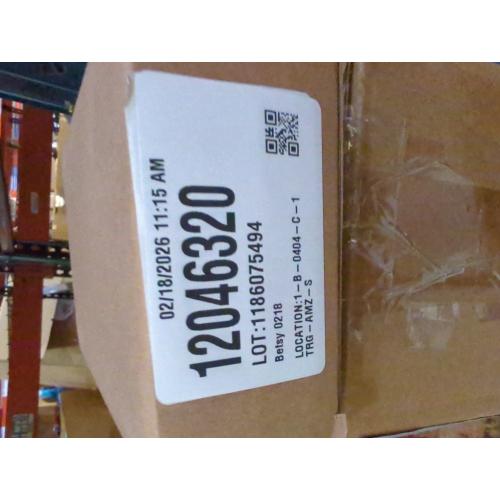 02/18/2026 11:15 AM
12046320
LOT:1186075494
Betsy 0218
LOCATION:1-B-0404-C-1
TRG-AMZ-S